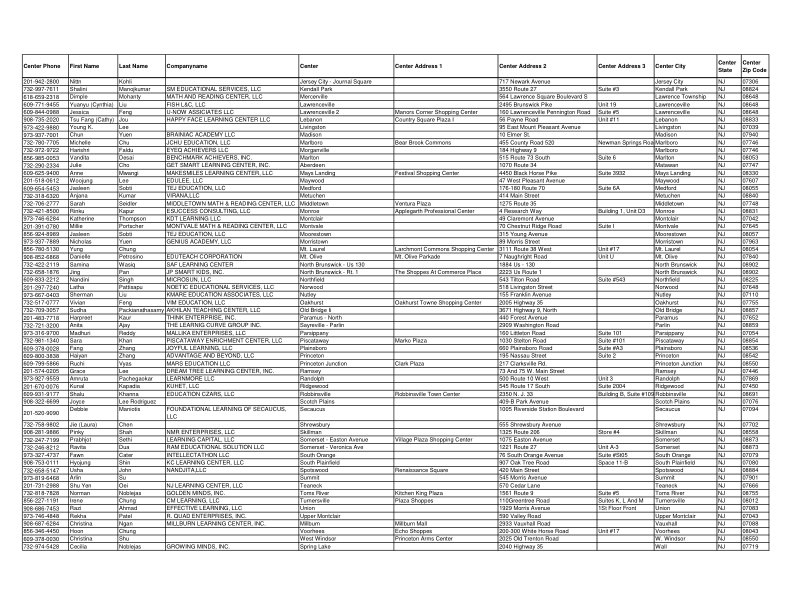 Center Phone First Name Last Name Companyname Center Center Address 1 Center Address 2 Center Address 3 Center City Center State Center Zip Code
201-942-2800 Nitin Kohli Jersey City - Journal Square 717 Newark Avenue Jersey City NJ 07306
732-997-7611 Shalini Manojkumar SM EDUCATIONAL SERVICES, LLC Kendall Park 3550 Route 27 Suite #3 Kendall Park NJ 08824
618-659-2318 Dimple Mohanty MATH AND READING CENTER, LLC Mercerville 964 Lawrence Square Boulevard S Lawrence Township NJ 08648
609-771-9455 Yuanyu (Cynthia) Liu FISH L&C, LLC Lawrenceville 2495 Brunswick Pike Unit 19 Lawrenceville NJ 08648
609-844-0988 Jessica Feng U-NOW ASSOCIATES LLC Lawrenceville 2 Manors Corner Shopping Center 160 Lawrenceville Pennington Road Suite #5 Lawrenceville NJ 08648
908-735-2020 Tsu Fang (Cathy) Jou HAPPY FACE LEARNING CENTER LLC Lebanon Country Square Plaza I 56 Payne Road Unit #11 Lebanon NJ 08833
973-422-9880 Young K. Lee Livingston 95 East Mount Pleasant Avenue Livingston NJ 07039
973-937-7001 Chun Yuen BRAINIAC ACADEMY LLC Madison 10 Elmer St. Madison NJ 07940
732-780-7705 Michelle Chu JCHU EDUCATION, LLC Marlboro Bear Brook Commons 455 County Road 520 Newman Springs Roa Marlboro NJ 07746
732-972-9722 Harishri Faldu EYEQ ACHIEVERS LLC Morganville 184 Highway 9 Marlboro NJ 07746
856-985-0053 Vandita Desai BENCHMARK ACHIEVERS, INC. Marlton 515 Route 73 South Suite 6 Marlton NJ 08053
732-290-2334 Julie Cho GET SMART LEARNING CENTER, INC. Aberdeen 1070 Route 34 Matawan NJ 07747
609-625-9400 Anne Mwangi MAKESMILES LEARNING CENTER, LLC Mays Landing Festival Shopping Center 4450 Black Horse Pike Suite 3932 Mays Landing NJ 08330
201-518-0612 Woojae Lee EDULEE, LLC Maywood 47 West Pleasant Avenue Maywood NJ 07607
609-654-5453 Jasleen Sobti TEJ EDUCATION, LLC Medford 176-180 Route 70 Suite 6A Medford NJ 08055
732-318-6320 Anjana Kumar VIRANA,LLC Metuchen 414 Main Street Metuchen NJ 08840
732-706-2777 Sarah Seidler MIDDLETOWN MATH & READING CENTER, LLC Middletown Ventura Plaza 1275 Route 35 Middletown NJ 07748
732-421-8500 Rinku Kapur ESUCCESS CONSULTING, LLC Monroe Applegarth Professional Center 4 Research Way Building 1, Unit D3 Monroe NJ 08831
973-746-6284 Katherine Thompson KDT LEARNING LLC Montclair 49 Claremont Avenue Montclair NJ 07042
201-391-0780 Millie Portscher MONTVALE MATH & READING CENTER, LLC Montvale 70 Chestnut Ridge Road Suite I Montvale NJ 07645
856-924-8989 Jasleen Sobti TEJ EDUCATION, LLC Moorestown 315 Young Avenue Moorestown NJ 08057
973-937-7889 Nicholas Yuen GENIUS ACADEMY, LLC Morristown 89 Morris Street Morristown NJ 07963
856-780-5130 Yung Chung Mt. Laurel Larchmont Commons Shopping Center 3111 Route 38 West Unit #17 Mt. Laurel NJ 08054
908-852-6868 Danielle Petrosino EDUTEACH CORPORATION Mt. Olive Mt. Olive Parkade 7 Naughright Road Unit U Mt. Olive NJ 07840
732-422-2119 Samina Wasiq SAF LEARNING CENTER North Brunswick - Us 130 1884 Us - 130 North Brunswick NJ 08902
732-658-1876 Jing Pan JP SMART KIDS, INC. North Brunswick - Rt. 1 The Shoppes At Commerce Place 2223 Us Route 1 North Brunswick NJ 08902
609-833-2212 Nandini Singh MICROSUN, LLC Northfield 543 Tilton Road Suite #543 Northfield NJ 08225
201-297-7240 Latha Pattisapu NOETIC EDUCATIONAL SERVICES, LLC Norwood 518 Livingston Street Norwood NJ 07648
973-667-0403 Sherman Liu KMARE EDUCATION ASSOCIATES, LLC Nutley 155 Franklin Avenue Nutley NJ 07110
732-517-0777 Vivian Feng VIM EDUCATION, LLC Oakhurst Oakhurst Towne Shopping Center 2005 Highway 35 Oakhurst NJ 07755
732-709-3057 Sudha Packianathasamy AKHILAN TEACHING CENTER, LLC Old Bridge Ii 3671 Highway 9, North Old Bridge NJ 08857
201-483-7718 Harpreet Kaur THINK ENTERPRISE, INC. Paramus - North 440 Forest Avenue Paramus NJ 07652
732-721-3200 Anita Ajay THE LEARNING CURVE GROUP INC. Sayreville - Parlin 2909 Washington Road Parlin NJ 08859
973-316-9700 Madhuri Reddy MALLIKA ENTERPRISES, LLC Parsippany 160 Littleton Road Suite 101 Parsippany NJ 07054
732-981-1340 Sara Khan PISCATAWAY ENRICHMENT CENTER, LLC Piscataway Marko Plaza 1030 Stelton Road Suite #101 Piscataway NJ 08854
609-378-0028 Fang Zhang JOYFUL LEARNING, LLC Plainsboro 660 Plainsboro Road Suite #A3 Plainsboro NJ 08536
609-800-3838 Haiyan Zhang ADVANTAGE AND BEYOND, LLC Princeton 195 Nassau Street Suite 2 Princeton NJ 08542
609-799-9866 Ruchi Vyas MARS EDUCATION LLC Princeton Junction Clark Plaza 217 Clarksville Rd. Princeton Junction NJ 08550
201-574-0205 Grace Lee DREAM TREE LEARNING CENTER, INC. Ramsey 73 And 75 W. Main Street Ramsey NJ 07446
973-927-9559 Amruta Pachegaokar LEARNMORE LLC Randolph 500 Route 10 West Unit 3 Randolph NJ 07869
201-670-0076 Kunal Kapadia KUHET, LLC Ridgewood 545 Route 17 South Suite 2004 Ridgewood NJ 07450
609-931-9177 Shalu Khanna EDUCATION CZARS, LLC Robbinsville Robbinsville Town Center 2350 N. J. 33 Building B, Suite #109 Robbinsville NJ 08691
908-322-6699 Joyce Lee Rodriguez Scotch Plains 409-B Park Avenue Scotch Plains NJ 07076
201-520-9090 Debbie Maniotis FOUNDATIONAL LEARNING OF SECAUCUS, LLC Secaucus 1005 Riverside Station Boulevard Secaucus NJ 07094
732-758-9802 Jie (Laura) Chen Shrewsbury 555 Shrewsbury Avenue Shrewsbury NJ 07702
908-281-9886 Pinky Shah NMR ENTERPRISES, LLC Skillman 1325 Route 206 Store #4 Skillman NJ 08558
732-247-7199 Prabhjot Sethi LEARNING CAPITAL, LLC Somerset - Easton Avenue Village Plaza Shopping Center 1075 Easton Avenue Somerset NJ 08873
732-246-8212 Ravita Dua RAM EDUCATIONAL SOLUTION LLC Somerset - Veronica Ave 1221 Route 27 Unit A-3 Somerset NJ 08873
973-327-4737 Fawn Cater INTELLECTATHON LLC South Orange 76 South Orange Avenue Suite #Sl05 South Orange NJ 07079
908-753-0111 Hyojung Shin KC LEARNING CENTER, LLC South Plainfield 907 Oak Tree Road Space 11-B South Plainfield NJ 07080
732-658-5147 Usha John NANDJITA,LLC Spotswood Renaissance Square 420 Main Street Spotswood NJ 08884
973-819-6468 Arlin Su Summit 545 Morris Avenue Summit NJ 07901
201-731-2988 Shu Yen Oei NJ LEARNING CENTER, LLC Teaneck 570 Cedar Lane Teaneck NJ 07666
732-818-7828 Norman Noblejas GOLDEN MINDS, INC. Toms River Kitchen King Plaza 1561 Route 9 Suite #5 Toms River NJ 08755
856-227-1191 Irene Chung CM LEARNING, LLC Turnersville Plaza Shoppes 110Greentree Road Suites K, L And M Turnersville NJ 08012
908-686-7453 Razi Ahmad EFFECTIVE LEARNING, LLC Union 1929 Morris Avenue 1St Floor Front Union NJ 07083
973-746-4848 Rekha Patel R. QUAD ENTERPRISES, INC. Upper Montclair 590 Valley Road Upper Montclair NJ 07043
908-687-6284 Christina Ngan MILLBURN LEARNING CENTER, INC. Millburn Millburn Mall 2933 Vauxhall Road Vauxhall NJ 07088
856-346-4450 Hoon Chung Voorhees Echo Shoppes 200-300 White Horse Road Unit #17 Voorhees NJ 08043
609-378-0030 Christina Shu West Windsor Princeton Arms Center 2025 Old Trenton Road W. Windsor NJ 08550
732-974-5428 Cecilia Noblejas GROWING MINDS, INC. Spring Lake 2040 Highway 35 Wall NJ 07719